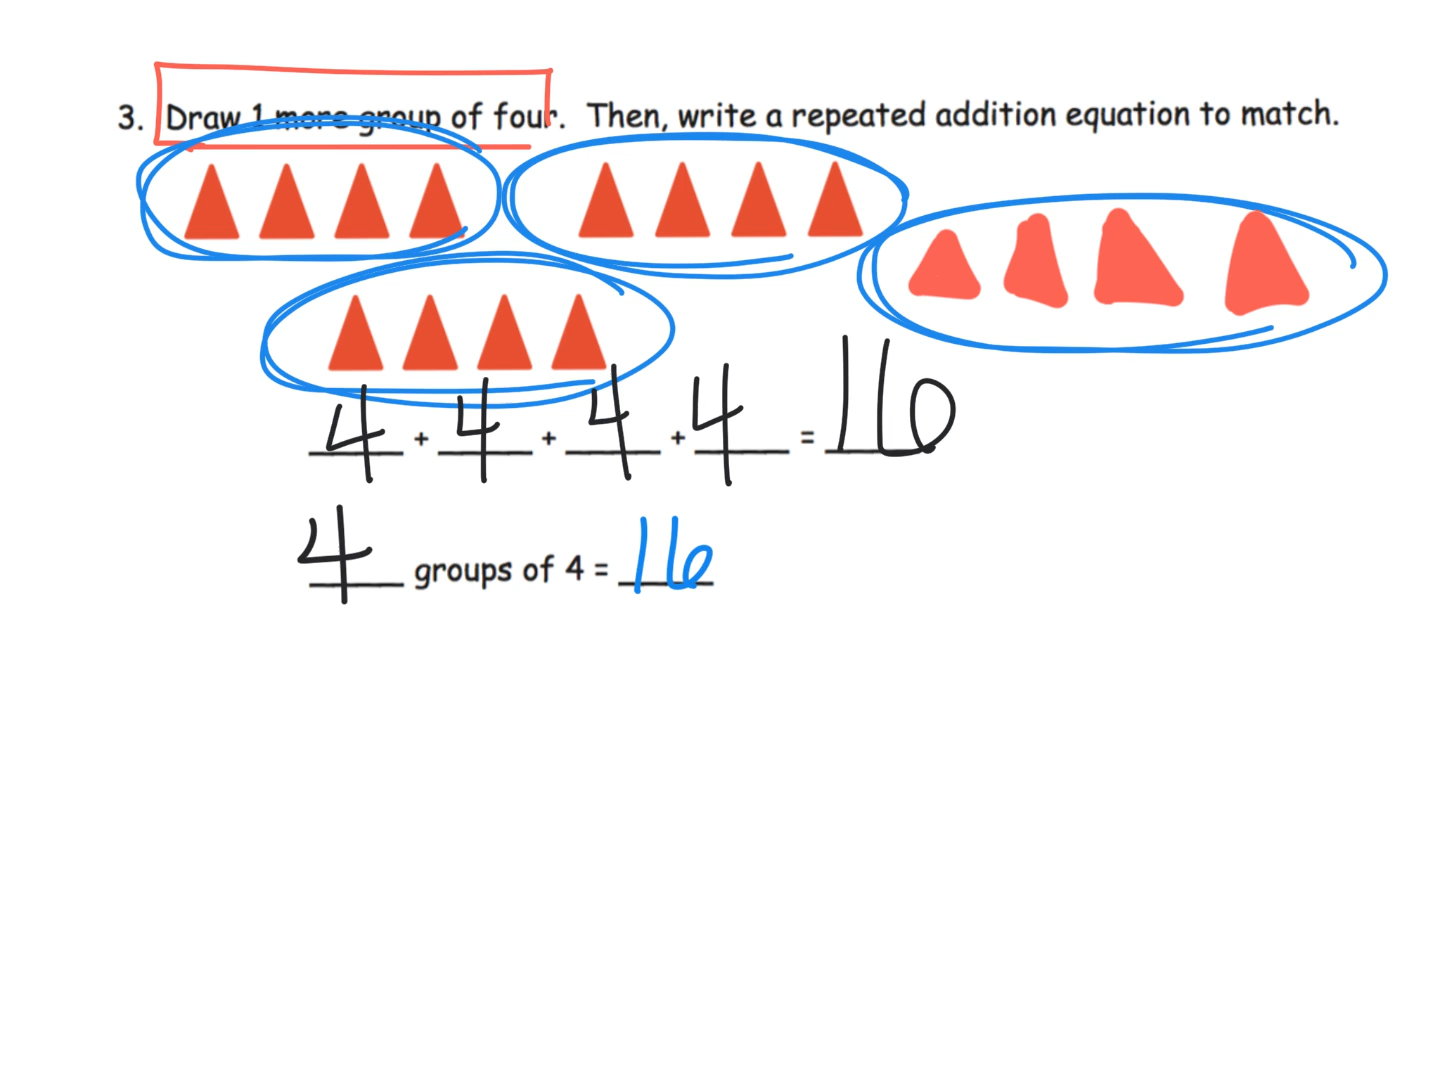 3. Draw 1 more group of four. Then, write a repeated addition equation to match.
4 + 4 + 4 + 4 = 16
4 groups of 4 = 16